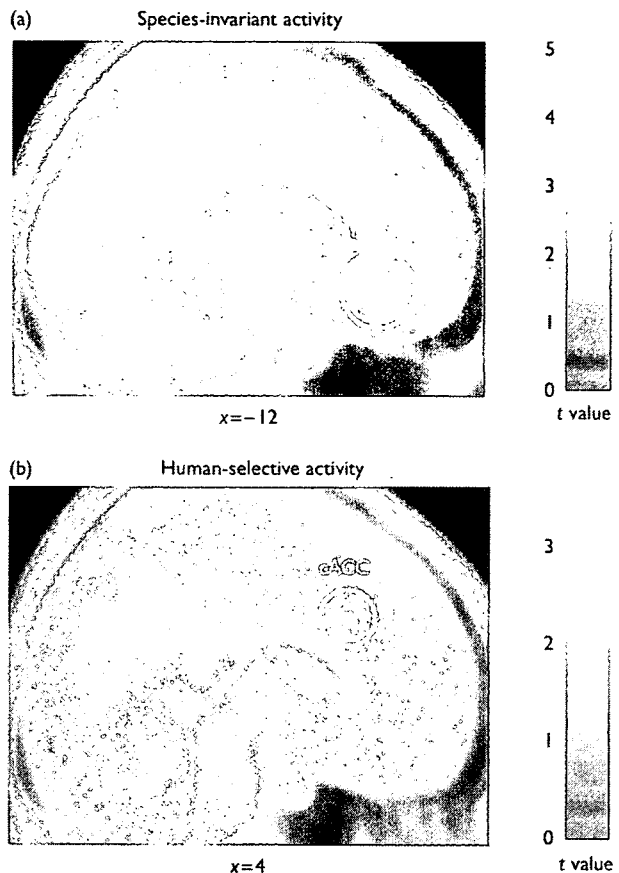 (a) Species-invariant activity
5
4
3
2
1
0
x=−12
t value
(b) Human-selective activity
3
2
1
0
x=4
t value